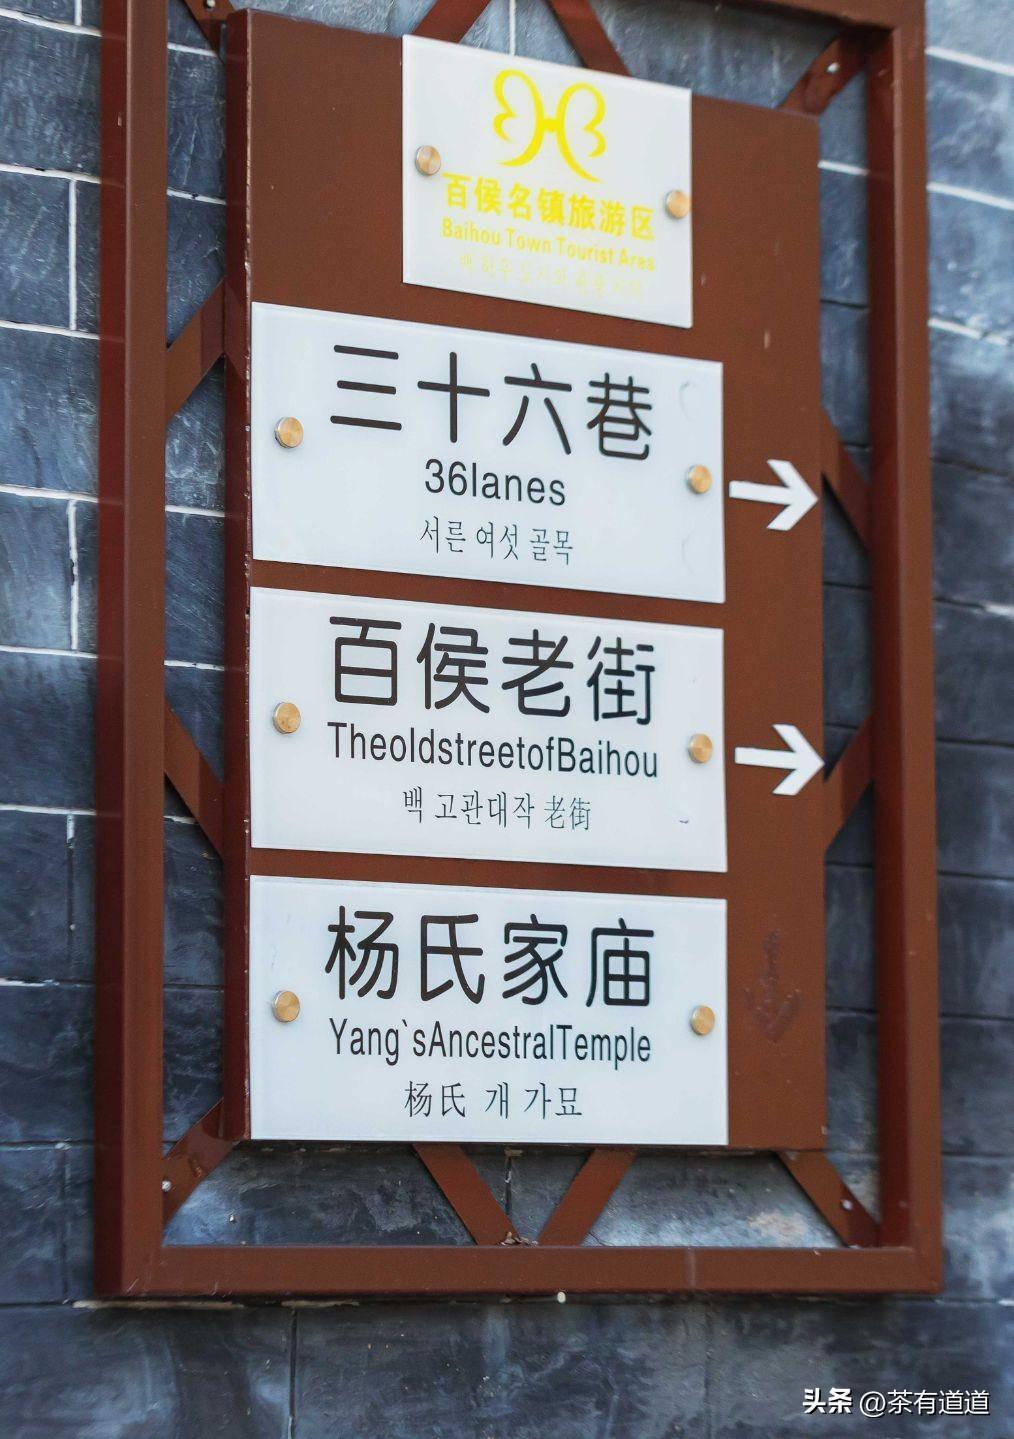 百侯名镇旅游区
Baihou Town Tourist Area
三十六巷
36lanes
서른 여섯 골목
百侯老街
TheoldstreetofBaihou
백 고관대작 老街
杨氏家庙
Yang`sAncestralTemple
杨氏 개 가묘
头条 @茶有道道